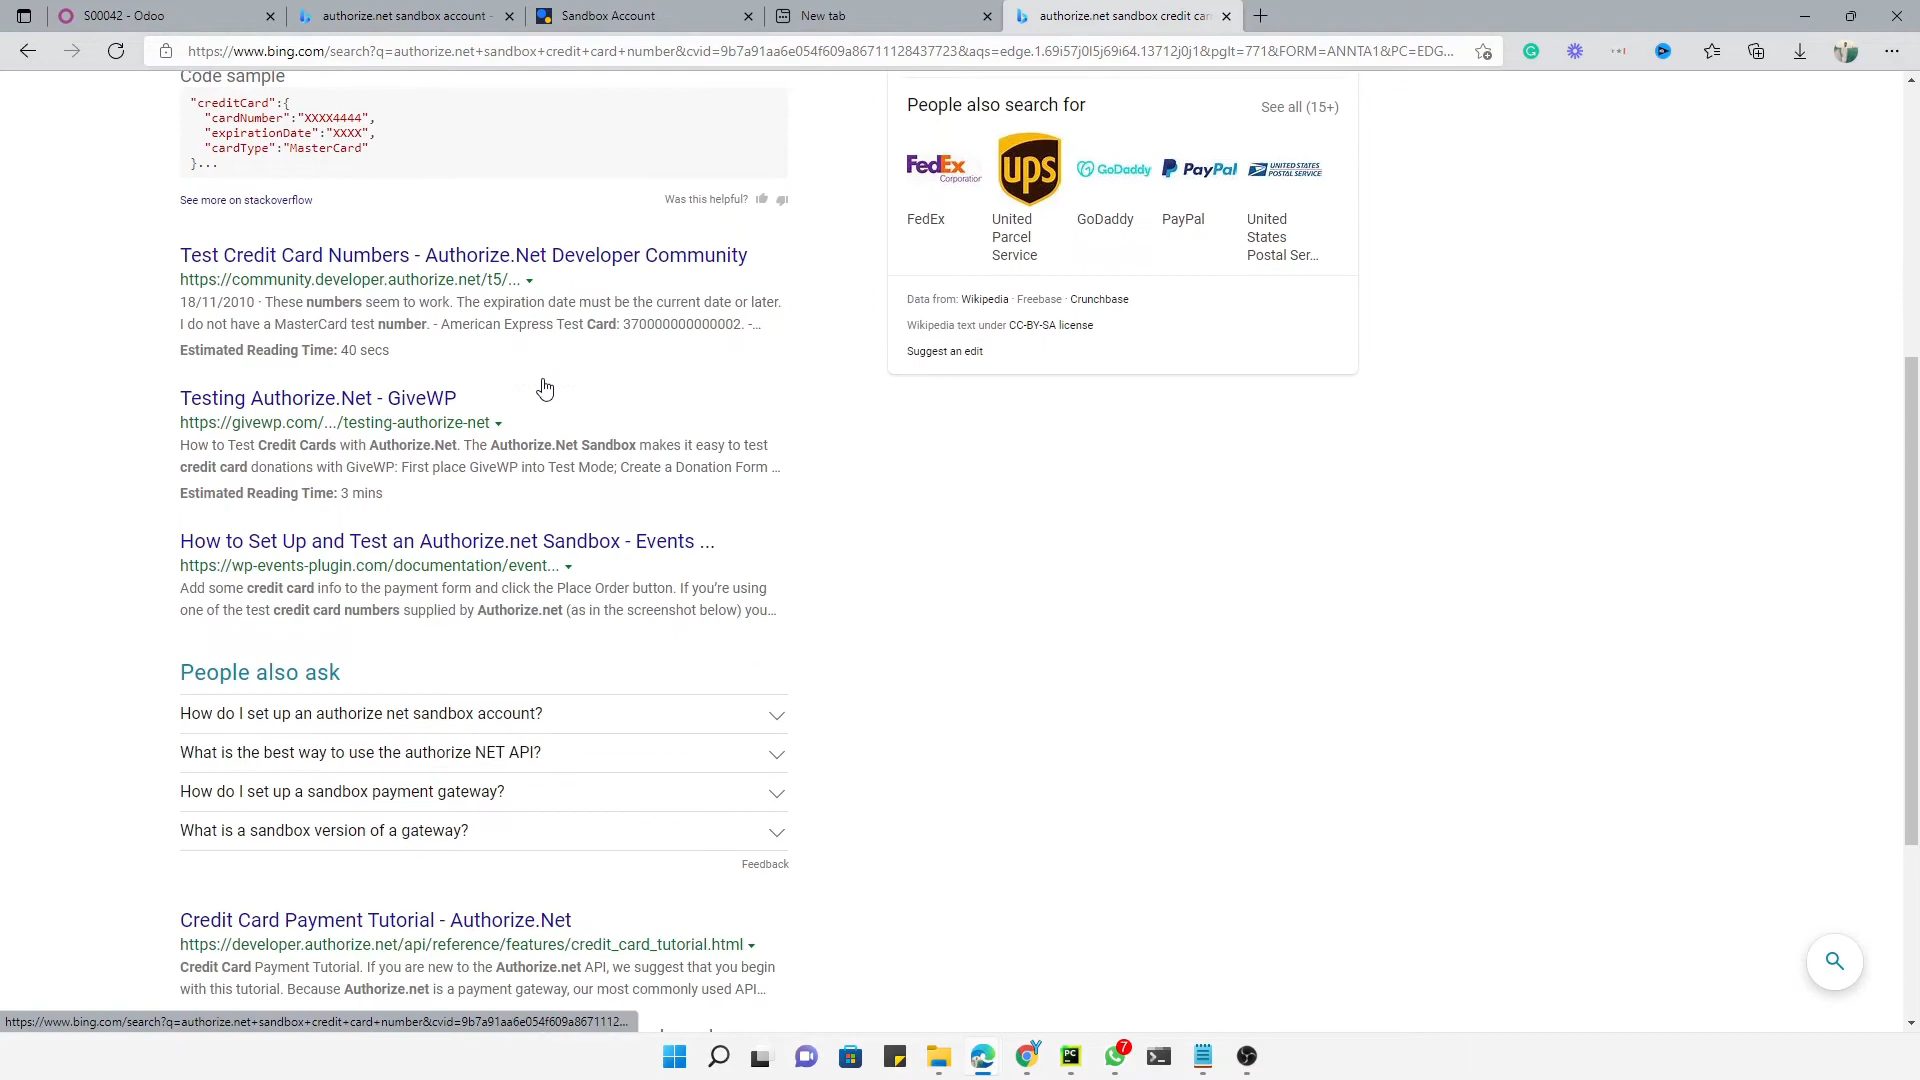 S00042 - Odoo
authorize.net sandbox account -
Sandbox Account
New tab
authorize.net sandbox credit car
https://www.bing.com/search?q=authorize.net+sandbox+credit+card+number&cvid=9b7a91aa6e054f609a86711128437723&aqs=edge.1.69i57j0l5j69i64.13712j0j1&pglt=771&FORM=ANNTA1&PC=EDG...
Code sample
"creditCard":{
"cardNumber":"XXXX4444",
"expirationDate":"XXXX",
"cardType":"MasterCard"
}...
See more on stackoverflow
Was this helpful?
Test Credit Card Numbers - Authorize.Net Developer Community
https://community.developer.authorize.net/t5/...
18/11/2010 · These numbers seem to work. The expiration date must be the current date or later.
I do not have a MasterCard test number. - American Express Test Card: 370000000000002. -...
Estimated Reading Time: 40 secs
Testing Authorize.Net - GiveWP
https://givewp.com/.../testing-authorize-net
How to Test Credit Cards with Authorize.Net. The Authorize.Net Sandbox makes it easy to test
credit card donations with GiveWP: First place GiveWP into Test Mode; Create a Donation Form ...
Estimated Reading Time: 3 mins
How to Set Up and Test an Authorize.net Sandbox - Events ...
https://wp-events-plugin.com/documentation/event...
Add some credit card info to the payment form and click the Place Order button. If you're using
one of the test credit card numbers supplied by Authorize.net (as in the screenshot below) you...
People also ask
How do I set up an authorize net sandbox account?
What is the best way to use the authorize NET API?
How do I set up a sandbox payment gateway?
What is a sandbox version of a gateway?
Feedback
Credit Card Payment Tutorial - Authorize.Net
https://developer.authorize.net/api/reference/features/credit_card_tutorial.html
Credit Card Payment Tutorial. If you are new to the Authorize.net API, we suggest that you begin
with this tutorial. Because Authorize.net is a payment gateway, our most commonly used API...
People also search for
See all (15+)
FedEx
Corporation
ups
GoDaddy
PayPal
UNITED STATES
POSTAL SERVICE
FedEx
United
Parcel
Service
GoDaddy
PayPal
United
States
Postal Ser...
Data from: Wikipedia · Freebase · Crunchbase
Wikipedia text under CC-BY-SA license
Suggest an edit
https://www.bing.com/search?q=authorize.net+sandbox+credit+card+number&cvid=9b7a91aa6e054f609a8671112...
PC
7